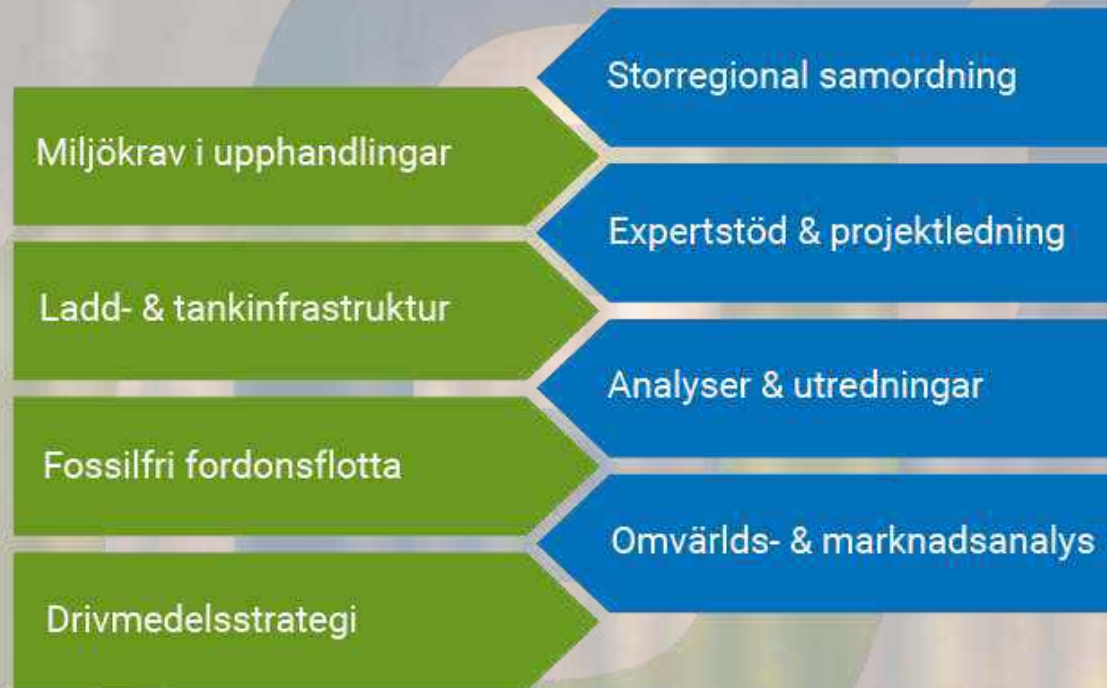 Miljökrav i upphandlingar
Ladd- & tankinfrastruktur
Fossilfri fordonsflotta
Drivmedelsstrategi
Storregional samordning
Expertstöd & projektledning
Analyser & utredningar
Omvärlds- & marknadsanalys